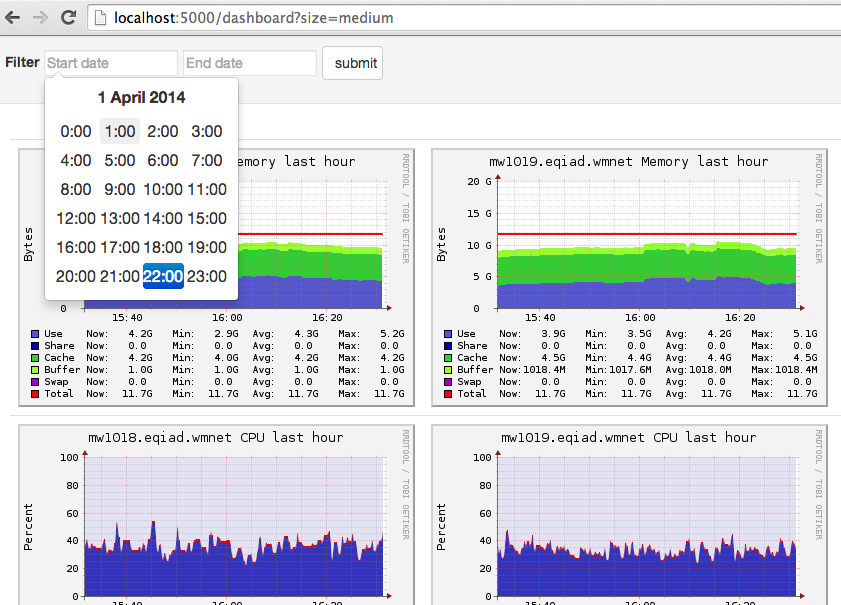 localhost:5000/dashboard?size=medium
Filter Start date End date submit
1 April 2014
0:00 1:00 2:00 3:00
4:00 5:00 6:00 7:00
8:00 9:00 10:00 11:00
12:00 13:00 14:00 15:00
16:00 17:00 18:00 19:00
20:00 21:00 22:00 23:00
emory last hour
RRDTOOL / TOBI OETIKER
Bytes
0
15:40 16:00 16:20
Use Now: 4.2G Min: 2.9G Avg: 4.3G Max: 5.2G
Share Now: 0.0 Min: 0.0 Avg: 0.0 Max: 0.0
Cache Now: 4.2G Min: 4.0G Avg: 4.2G Max: 4.2G
Buffer Now: 1.0G Min: 1.0G Avg: 1.0G Max: 1.0G
Swap Now: 0.0 Min: 0.0 Avg: 0.0 Max: 0.0
Total Now: 11.7G Min: 11.7G Avg: 11.7G Max: 11.7G
mw1019.eqiad.wmnet Memory last hour
RRDTOOL / TOBI OETIKER
Bytes
20 G
15 G
10 G
5 G
0
15:40 16:00 16:20
Use Now: 3.9G Min: 3.5G Avg: 4.2G Max: 5.1G
Share Now: 0.0 Min: 0.0 Avg: 0.0 Max: 0.0
Cache Now: 4.5G Min: 4.4G Avg: 4.4G Max: 4.5G
Buffer Now:1018.4M Min:1017.6M Avg:1018.0M Max:1018.4M
Swap Now: 0.0 Min: 0.0 Avg: 0.0 Max: 0.0
Total Now: 11.7G Min: 11.7G Avg: 11.7G Max: 11.7G
mw1018.eqiad.wmnet CPU last hour
RRDTOOL / TOBI OETIKER
Percent
100
80
60
40
20
0
15:40 16:00 16:20
mw1019.eqiad.wmnet CPU last hour
RRDTOOL / TOBI OETIKER
Percent
100
80
60
40
20
0
15:40 16:00 16:20